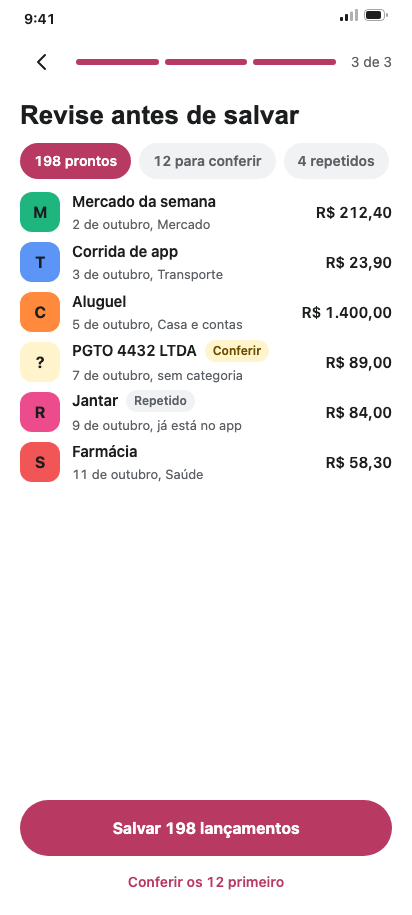 9:41
3 de 3
Revise antes de salvar
198 prontos
12 para conferir
4 repetidos
M
Mercado da semana
2 de outubro, Mercado
R$ 212,40
T
Corrida de app
3 de outubro, Transporte
R$ 23,90
C
Aluguel
5 de outubro, Casa e contas
R$ 1.400,00
?
PGTO 4432 LTDA
Conferir
7 de outubro, sem categoria
R$ 89,00
R
Jantar
Repetido
9 de outubro, já está no app
R$ 84,00
S
Farmácia
11 de outubro, Saúde
R$ 58,30
Salvar 198 lançamentos
Conferir os 12 primeiro